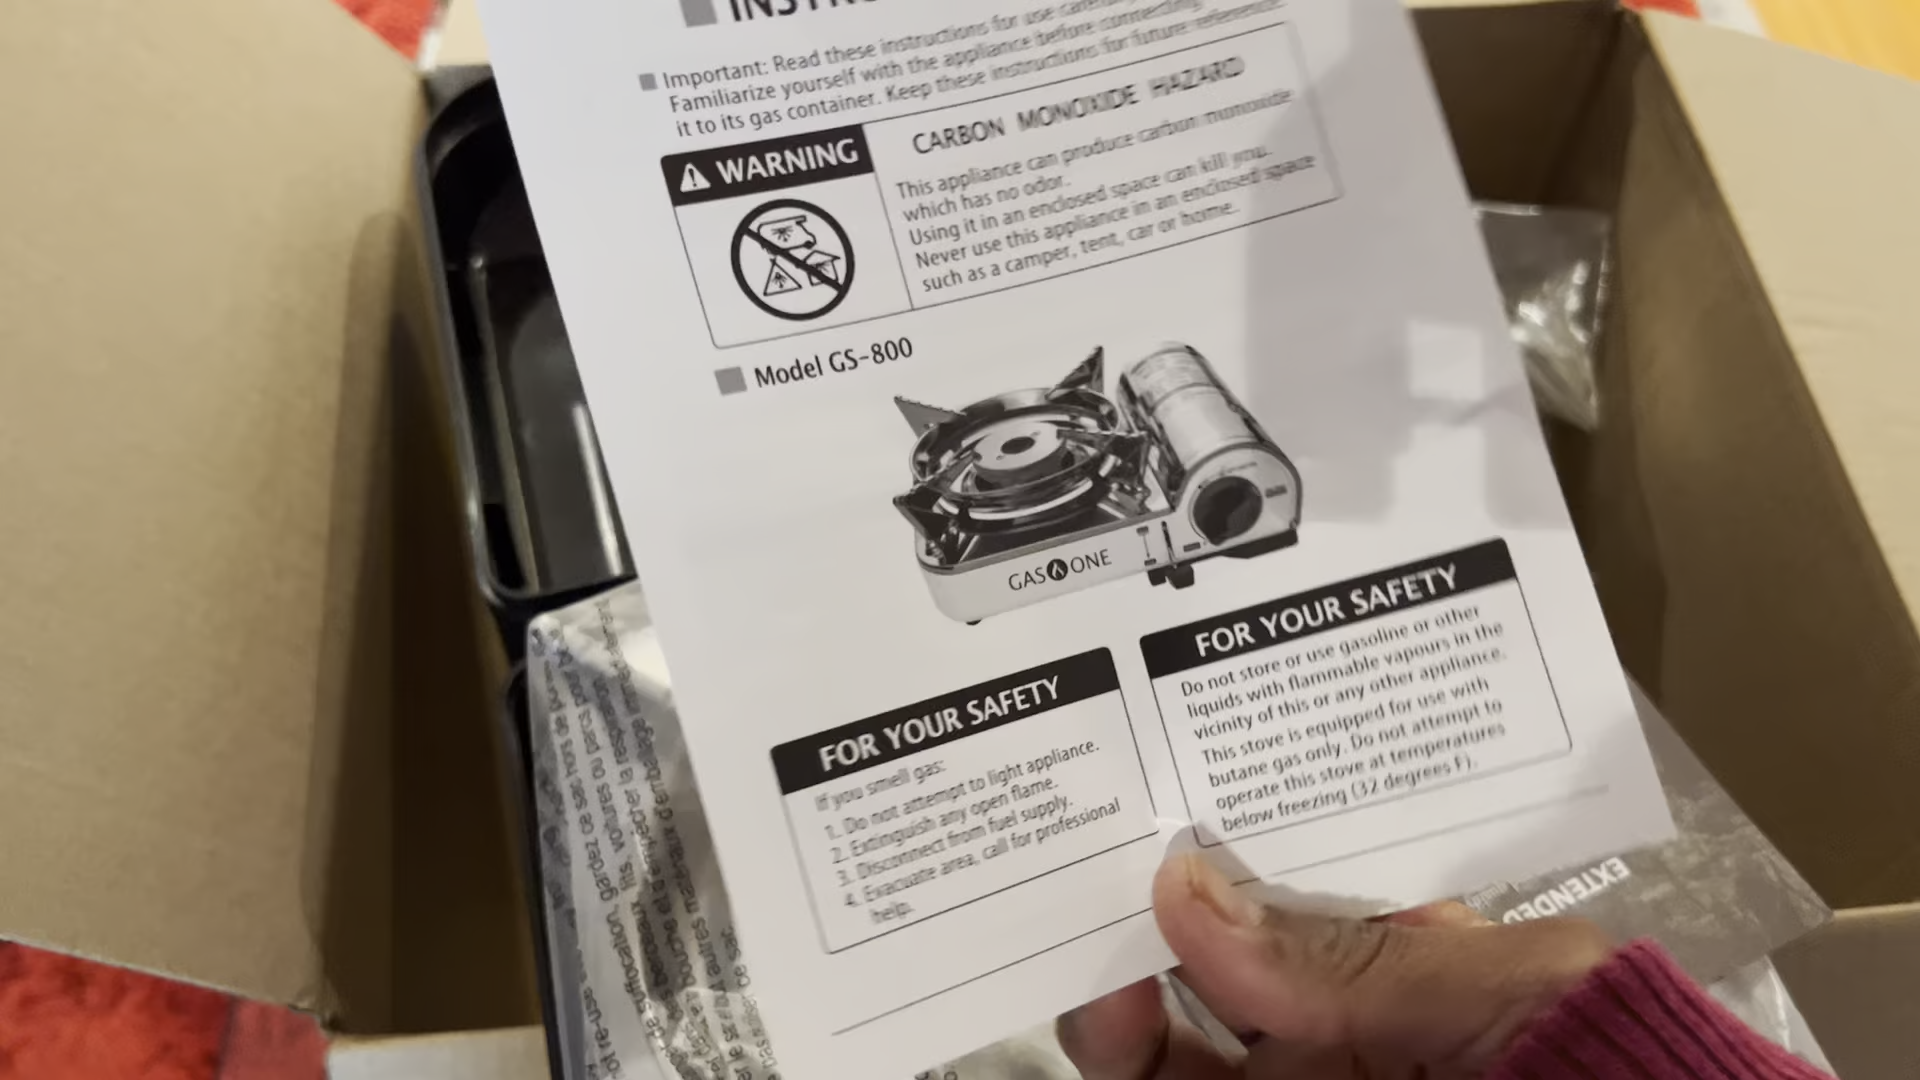 INSTRU
Important: Read these instructions for use carefully.
Familiarize yourself with the appliance before connecting
it to its gas container. Keep these instructions for future reference.
WARNING
CARBON MONOXIDE HAZARD
This appliance can produce carbon monoxide
which has no odor.
Using it in an enclosed space can kill you.
Never use this appliance in an enclosed space
such as a camper, tent, car or home.
Model GS-800
GAS ONE
FOR YOUR SAFETY
If you smell gas:
1. Do not attempt to light appliance.
2. Extinguish any open flame.
3. Disconnect from fuel supply.
4. Evacuate area, call for professional
help.
FOR YOUR SAFETY
Do not store or use gasoline or other
liquids with flammable vapours in the
vicinity of this or any other appliance.
This stove is equipped for use with
butane gas only. Do not attempt to
operate this stove at temperatures
below freezing (32 degrees F).
EXTENDED
suffocation, gardez ce sac hors de